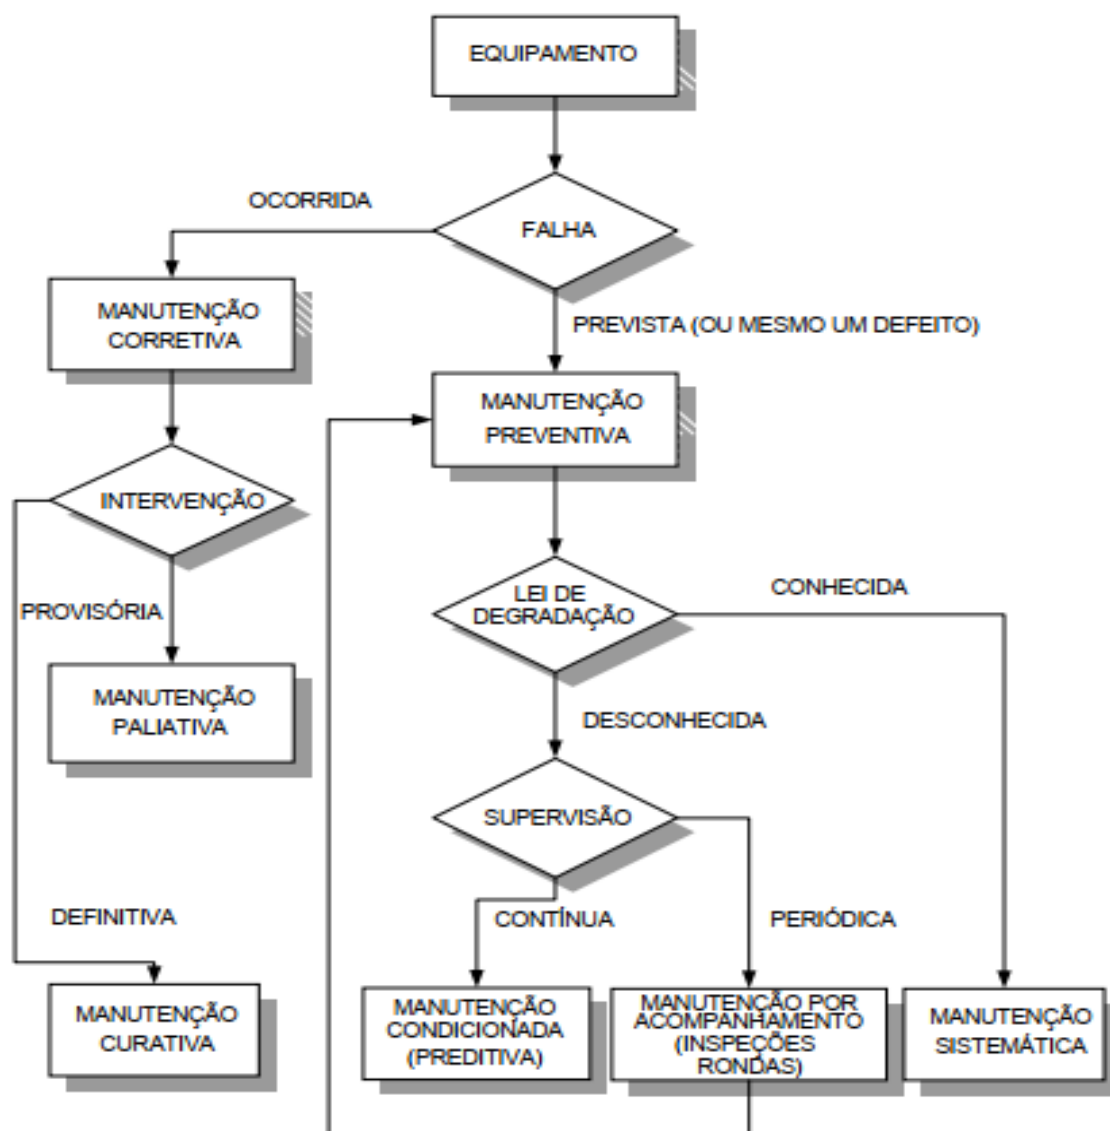 EQUIPAMENTO
OCORRIDA
FALHA
MANUTENÇÃO
CORRETIVA
PREVISTA (OU MESMO UM DEFEITO)
MANUTENÇÃO
PREVENTIVA
INTERVENÇÃO
LEI DE
DEGRADAÇÃO
CONHECIDA
PROVISÓRIA
MANUTENÇÃO
PALIATIVA
DESCONHECIDA
SUPERVISÃO
DEFINITIVA
CONTÍNUA
PERIÓDICA
MANUTENÇÃO
CURATIVA
MANUTENÇÃO
CONDICIONADA
(PREDITIVA)
MANUTENÇÃO POR
ACOMPANHAMENTO
(INSPEÇÕES
RONDAS)
MANUTENÇÃO
SISTEMÁTICA